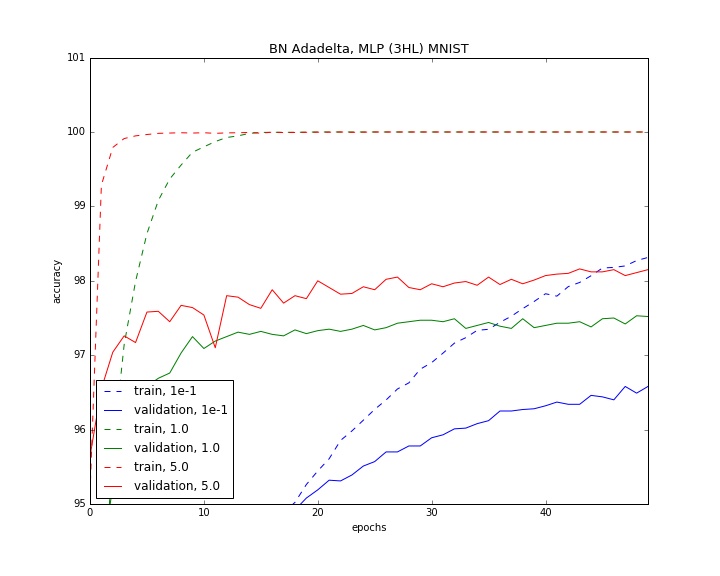 BN Adadelta, MLP (3HL) MNIST
101
100
99
98
97
96
95
accuracy
train, 1e-1
validation, 1e-1
train, 1.0
validation, 1.0
train, 5.0
validation, 5.0
0 10 20 30 40
epochs